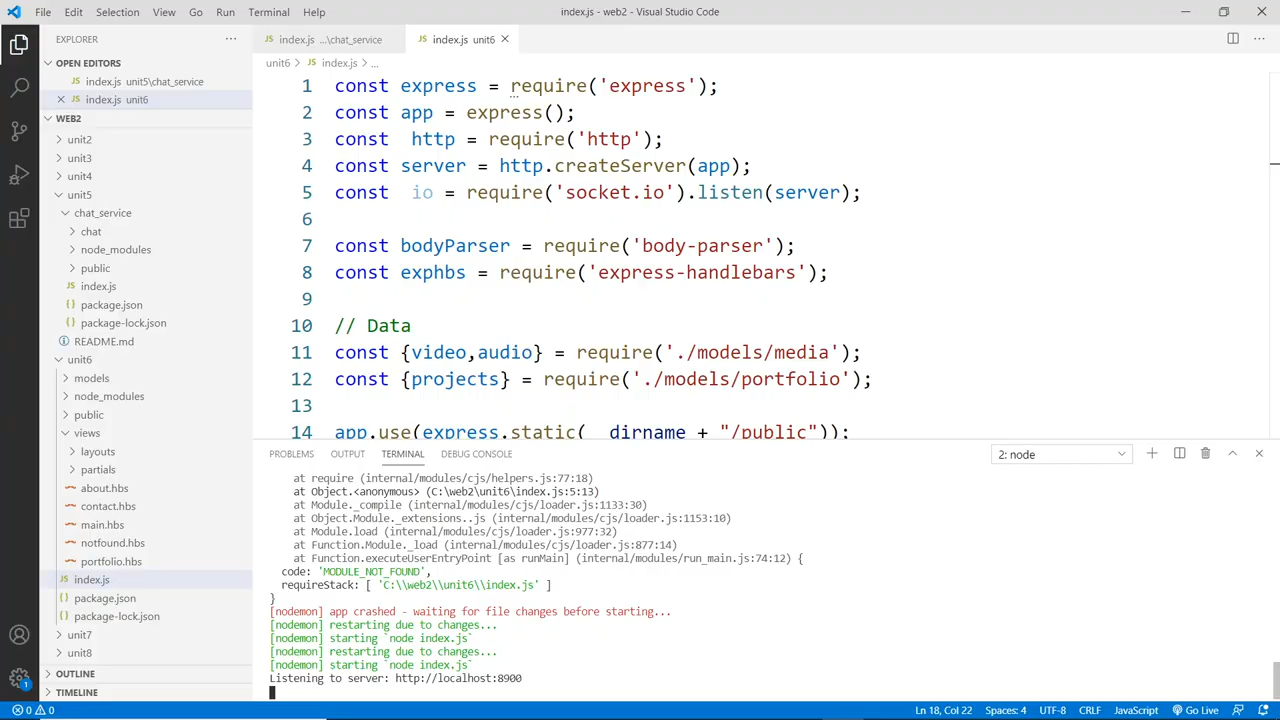 File Edit Selection View Go Run Terminal Help
index.js - web2 - Visual Studio Code
EXPLORER
OPEN EDITORS
index.js unit5\chat_service
index.js unit6
WEB2
unit2
unit3
unit4
unit5
chat_service
chat
node_modules
public
index.js
package.json
package-lock.json
README.md
unit6
models
node_modules
public
views
layouts
partials
about.hbs
contact.hbs
main.hbs
notfound.hbs
portfolio.hbs
index.js
package.json
package-lock.json
unit7
unit8
OUTLINE
TIMELINE
index.js ...\chat_service
index.js unit6
unit6 > index.js > ...
1 const express = require('express');
2 const app = express();
3 const  http = require('http');
4 const server = http.createServer(app);
5 const  io = require('socket.io').listen(server);
6
7 const bodyParser = require('body-parser');
8 const exphbs = require('express-handlebars');
9
10 // Data
11 const {video,audio} = require('./models/media');
12 const {projects} = require('./models/portfolio');
13
14 app.use(express.static(__dirname + "/public"));
PROBLEMS OUTPUT TERMINAL DEBUG CONSOLE
2: node
at require (internal/modules/cjs/helpers.js:77:18)
at Object.<anonymous> (C:\web2\unit6\index.js:5:13)
at Module._compile (internal/modules/cjs/loader.js:1133:30)
at Object.Module._extensions..js (internal/modules/cjs/loader.js:1153:10)
at Module.load (internal/modules/cjs/loader.js:977:32)
at Function.Module._load (internal/modules/cjs/loader.js:877:14)
at Function.executeUserEntryPoint [as runMain] (internal/modules/run_main.js:74:12) {
code: 'MODULE_NOT_FOUND',
requireStack: [ 'C:\\web2\\unit6\\index.js' ]
}
[nodemon] app crashed - waiting for file changes before starting...
[nodemon] restarting due to changes...
[nodemon] starting `node index.js`
[nodemon] restarting due to changes...
[nodemon] starting `node index.js`
Listening to server: http://localhost:8900
1
0 0
Ln 18, Col 22 Spaces: 4 UTF-8 CRLF JavaScript Go Live